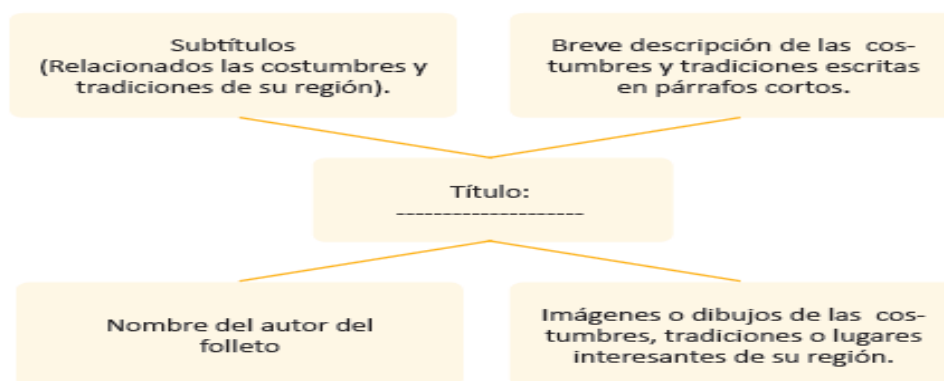 Subtítulos
(Relacionados las costumbres y
tradiciones de su región).
Breve descripción de las cos-
tumbres y tradiciones escritas
en párrafos cortos.
Título:
---------------------
Nombre del autor del
folleto
Imágenes o dibujos de las cos-
tumbres, tradiciones o lugares
interesantes de su región.